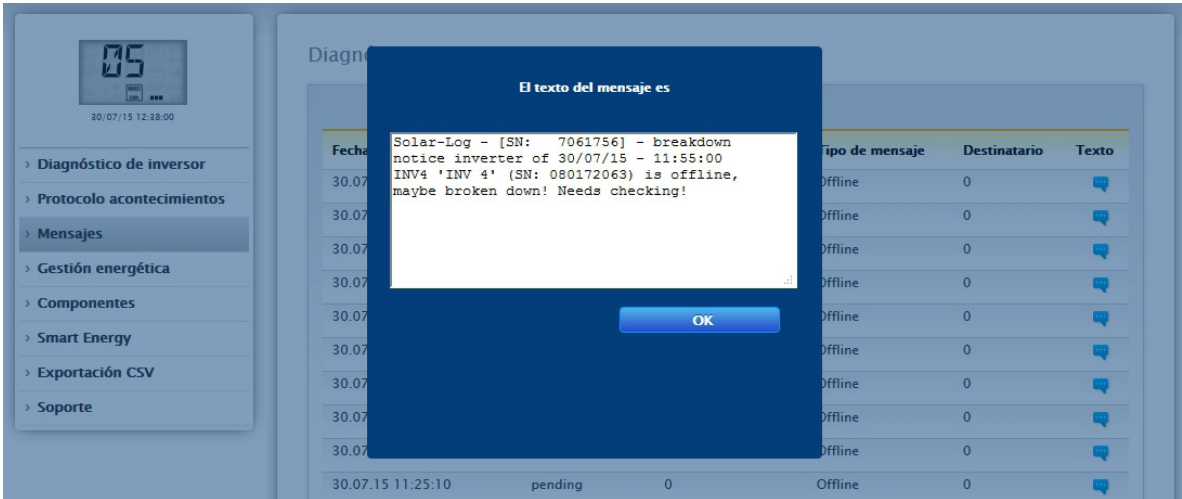 05
30/07/15 12:38:00
› Diagnóstico de inversor
› Protocolo acontecimientos
› Mensajes
› Gestión energética
› Componentes
› Smart Energy
› Exportación CSV
› Soporte
Diagnó
El texto del mensaje es
Solar-Log - [SN:   7061756] - breakdown
notice inverter of 30/07/15 - 11:55:00
INV4 'INV 4' (SN: 080172063) is offline,
maybe broken down! Needs checking!
OK
Fecha Tipo de mensaje Destinatario Texto
30.07 Offline 0
30.07 Offline 0
30.07 Offline 0
30.07 Offline 0
30.07 Offline 0
30.07 Offline 0
30.07 Offline 0
30.07 Offline 0
30.07 Offline 0
30.07.15 11:25:10 pending 0 Offline 0